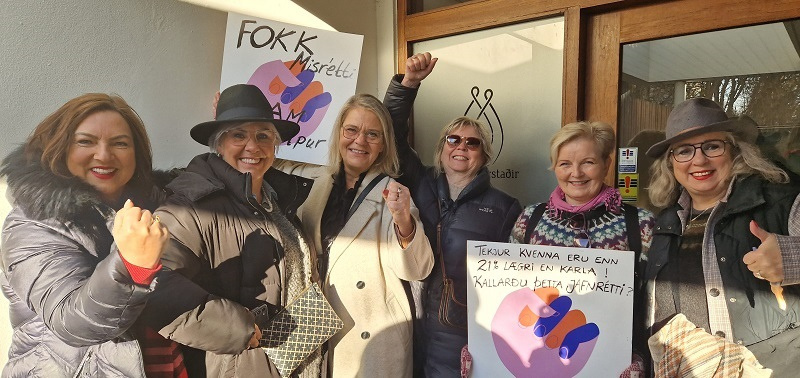 FOKK
Misrétti
TEKJUR KVENNA ERU ENN
21% LÆGRI EN KARLA !
KALLARÐU ÞETTA JAFNRÉTTI?